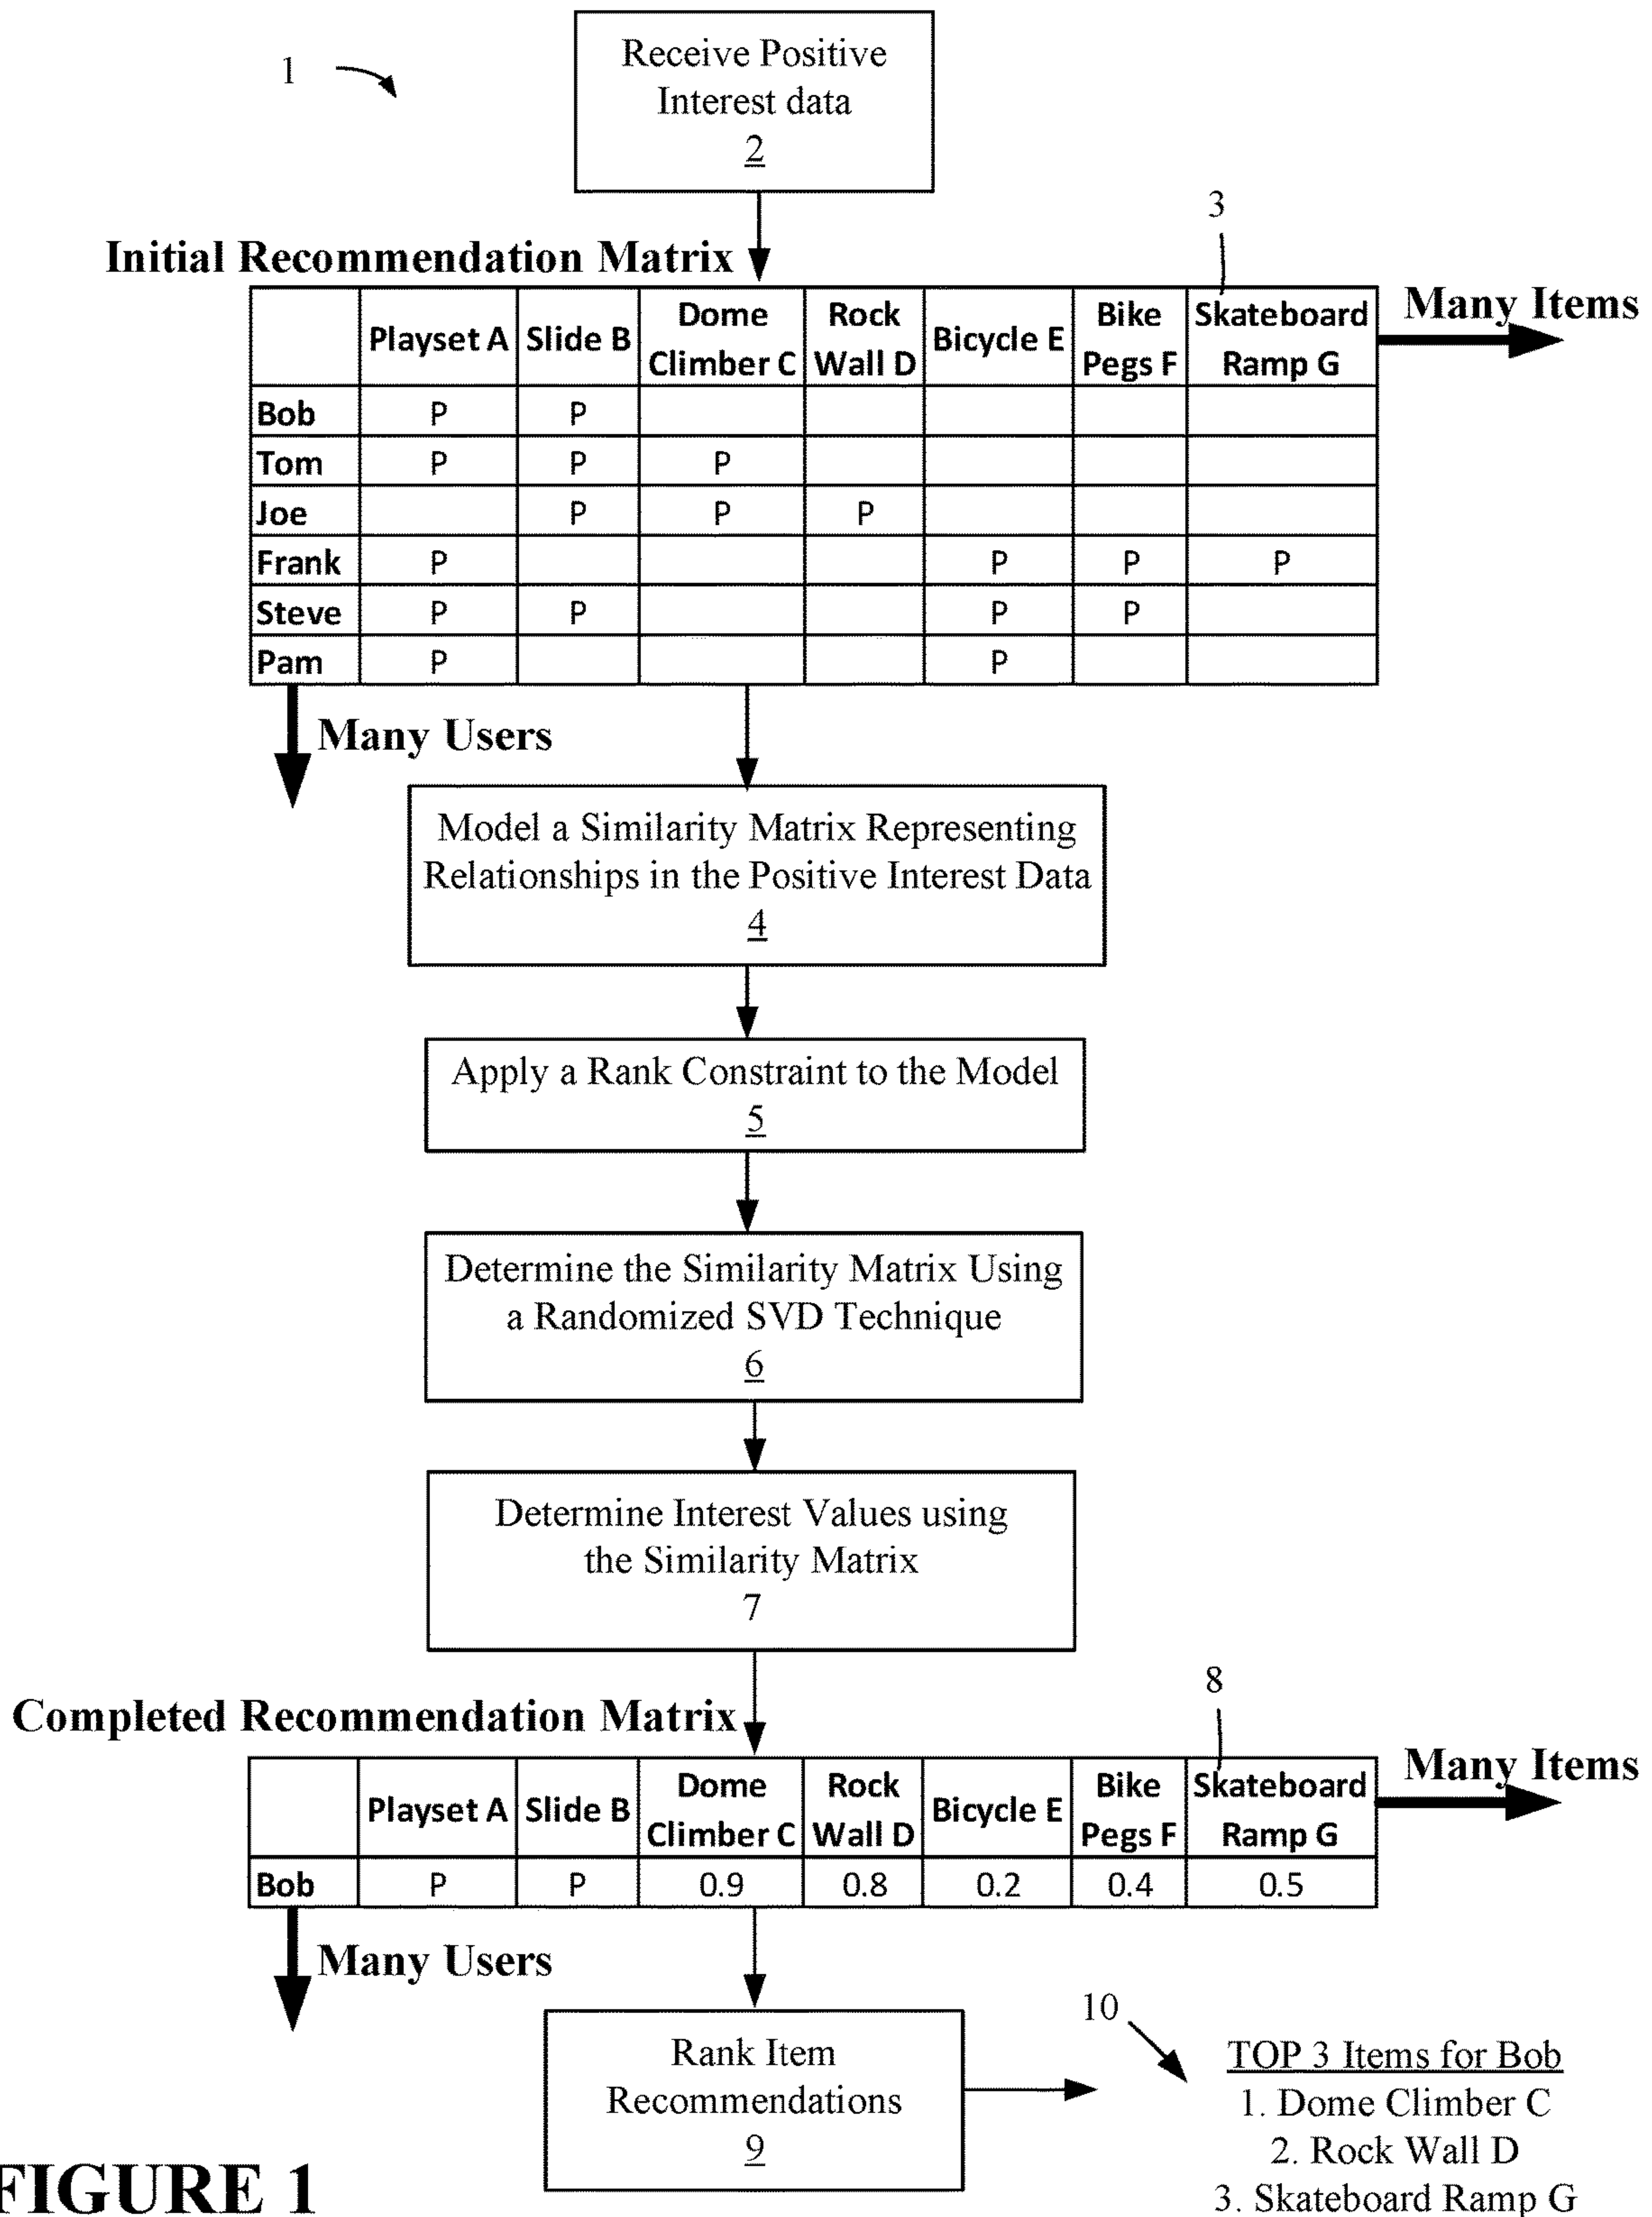 1
Receive Positive
Interest data
2
3
Initial Recommendation Matrix
Many Items
Playset A Slide B Dome Climber C Rock Wall D Bicycle E Bike Pegs F Skateboard Ramp G
Bob P P
Tom P P P
Joe P P P
Frank P P P P
Steve P P P P
Pam P P
Many Users
Model a Similarity Matrix Representing
Relationships in the Positive Interest Data
4
Apply a Rank Constraint to the Model
5
Determine the Similarity Matrix Using
a Randomized SVD Technique
6
Determine Interest Values using
the Similarity Matrix
7
8
Completed Recommendation Matrix
Many Items
Playset A Slide B Dome Climber C Rock Wall D Bicycle E Bike Pegs F Skateboard Ramp G
Bob P P 0.9 0.8 0.2 0.4 0.5
Many Users
Rank Item
Recommendations
9
10
TOP 3 Items for Bob
1. Dome Climber C
2. Rock Wall D
3. Skateboard Ramp G
FIGURE 1